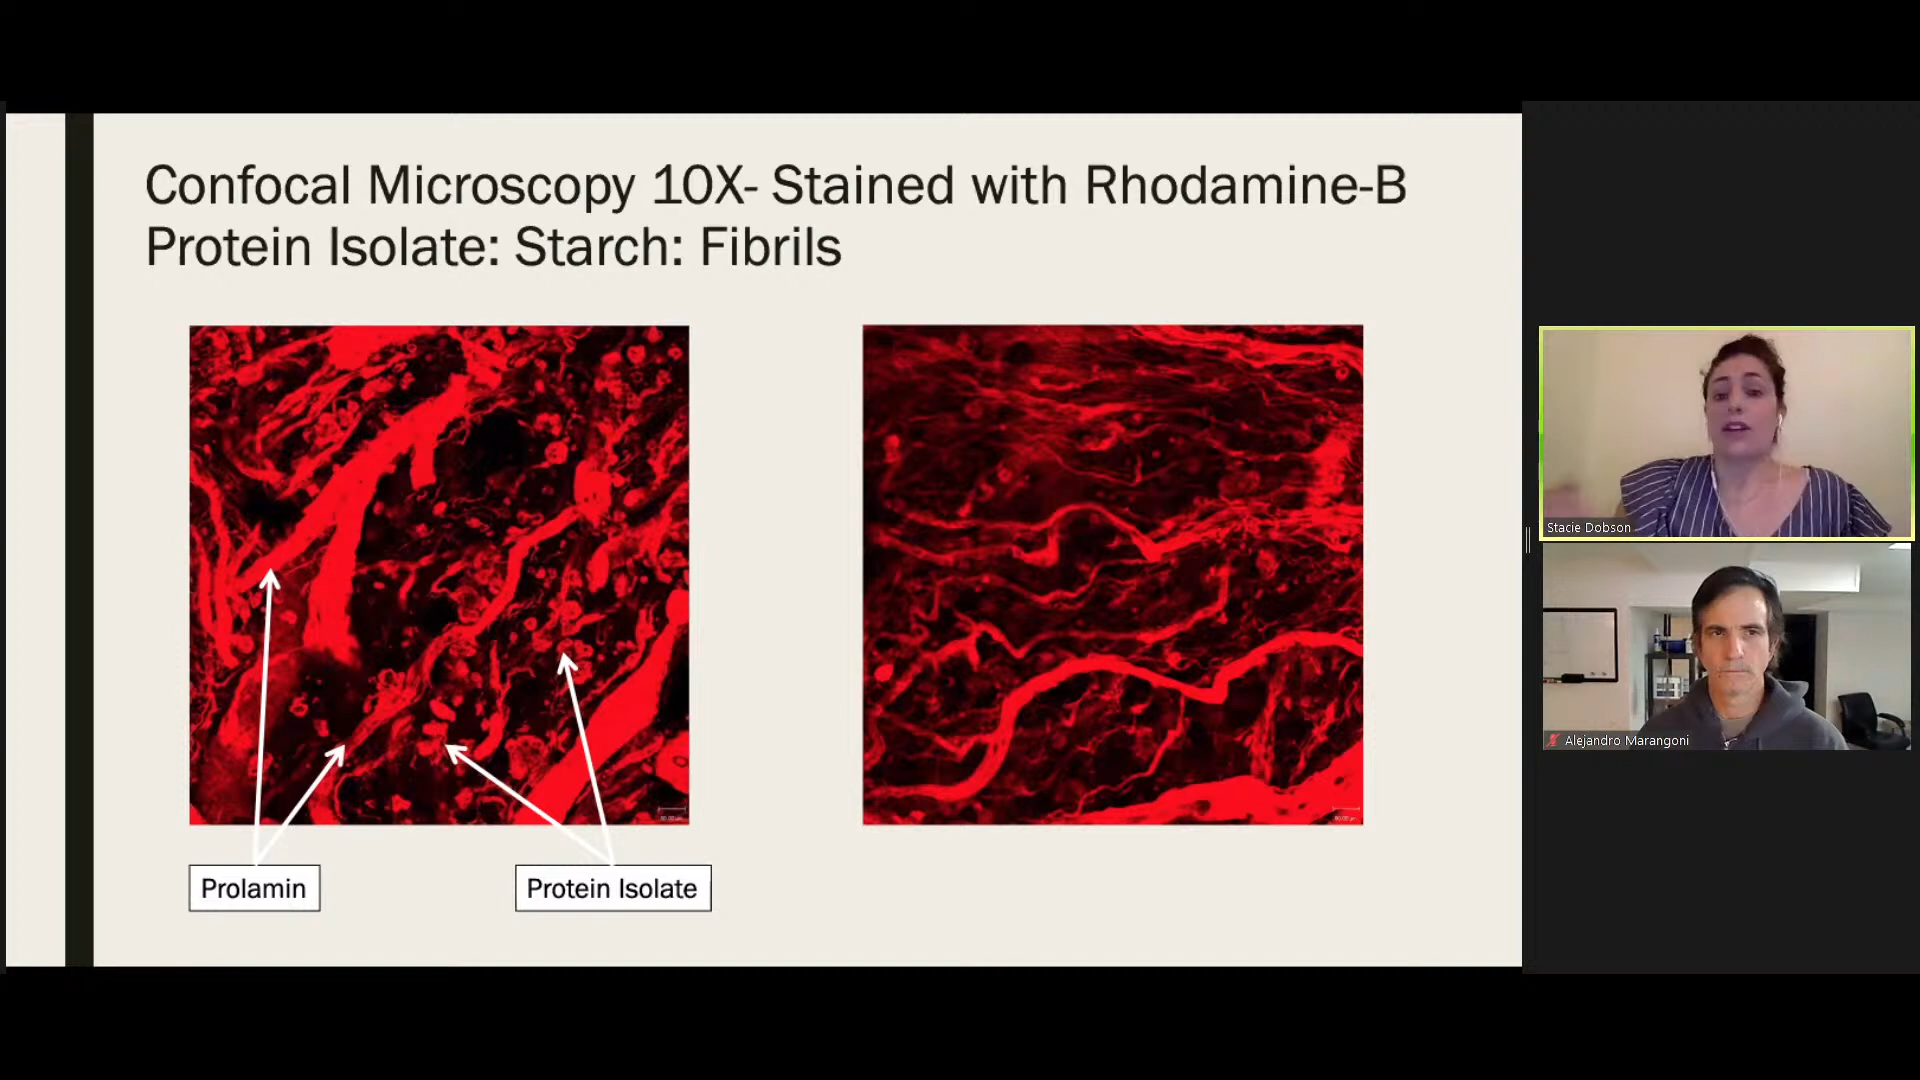 Confocal Microscopy 10X- Stained with Rhodamine-B
Protein Isolate: Starch: Fibrils
Prolamin
Protein Isolate
Stacie Dobson
Alejandro Marangoni